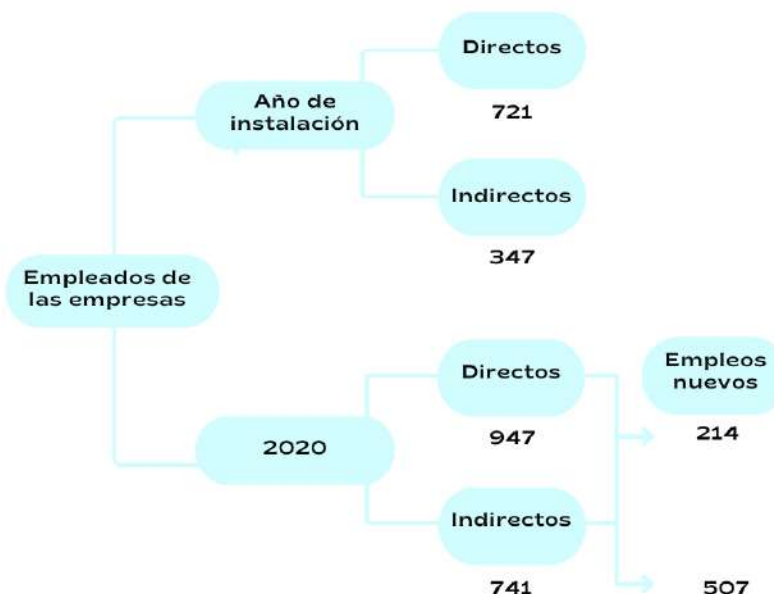 Directos
Año de
instalación
721
Indirectos
347
Empleados de
las empresas
2020
Directos
947
Indirectos
741
Empleos
nuevos
214
507